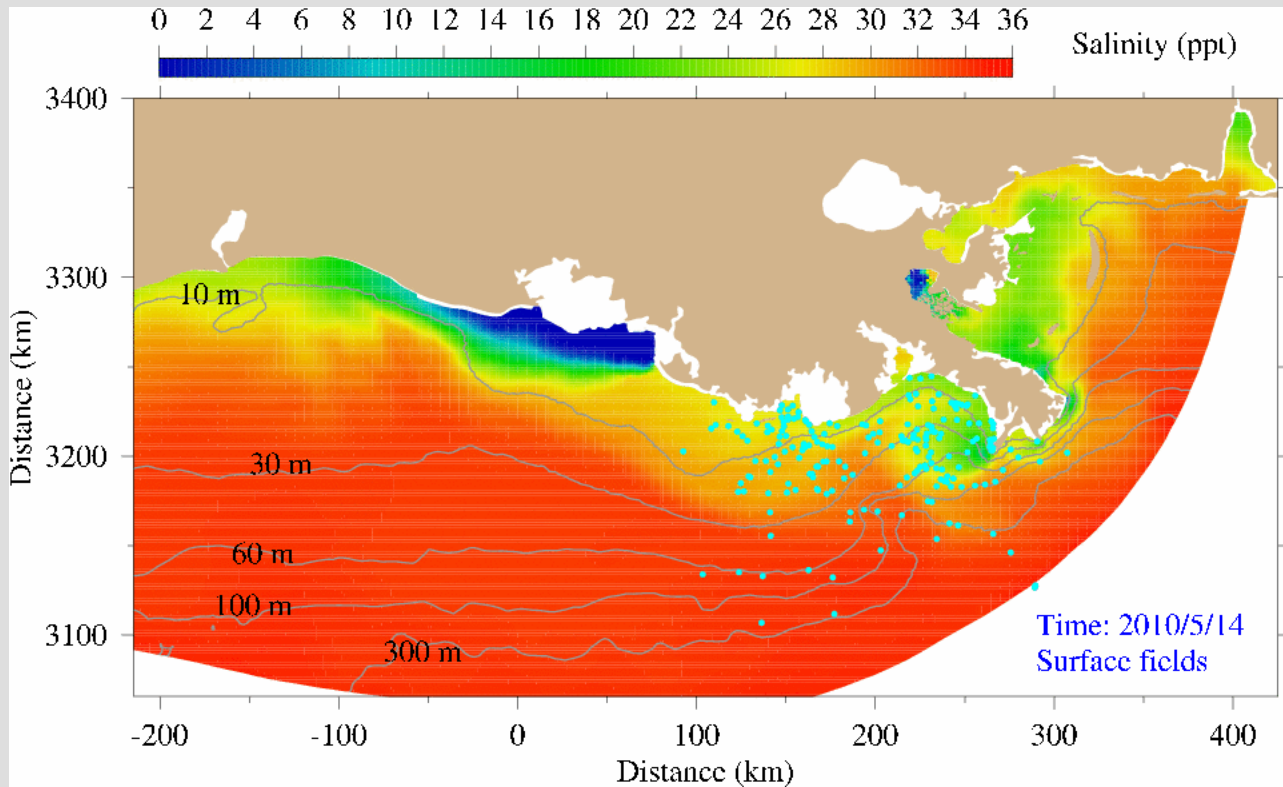 0 2 4 6 8 10 12 14 16 18 20 22 24 26 28 30 32 34 36
Salinity (ppt)
3400
3300
3200
3100
Distance (km)
10 m
30 m
60 m
100 m
300 m
Time: 2010/5/14
Surface fields
-200 -100 0 100 200 300 400
Distance (km)